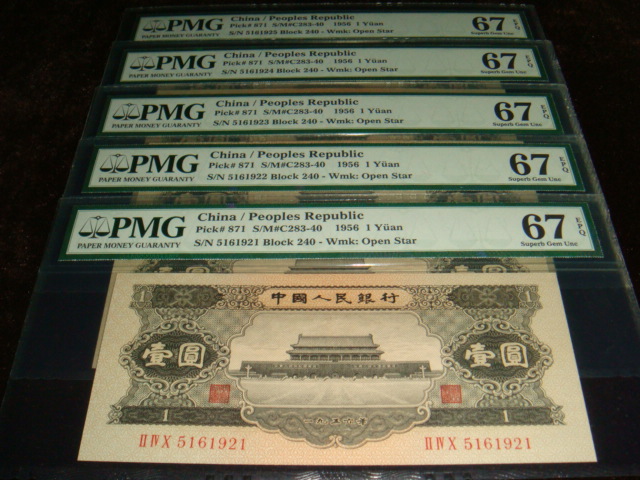 PMG
PAPER MONEY GUARANTY
China / Peoples Republic
Pick# 871 S/M#C283-40 1956 1 Yüan
S/N 5161925 Block 240 - Wmk: Open Star
67 EPQ
Superb Gem Unc
PMG
PAPER MONEY GUARANTY
China / Peoples Republic
Pick# 871 S/M#C283-40 1956 1 Yüan
S/N 5161924 Block 240 - Wmk: Open Star
67 EPQ
Superb Gem Unc
PMG
PAPER MONEY GUARANTY
China / Peoples Republic
Pick# 871 S/M#C283-40 1956 1 Yüan
S/N 5161923 Block 240 - Wmk: Open Star
67 EPQ
Superb Gem Unc
PMG
PAPER MONEY GUARANTY
China / Peoples Republic
Pick# 871 S/M#C283-40 1956 1 Yüan
S/N 5161922 Block 240 - Wmk: Open Star
67 EPQ
Superb Gem Unc
PMG
PAPER MONEY GUARANTY
China / Peoples Republic
Pick# 871 S/M#C283-40 1956 1 Yüan
S/N 5161921 Block 240 - Wmk: Open Star
67 EPQ
Superb Gem Unc
1 中國人民銀行 1
壹圓 壹圓
1 一九五六年 1
II IV X 5161921 II IV X 5161921